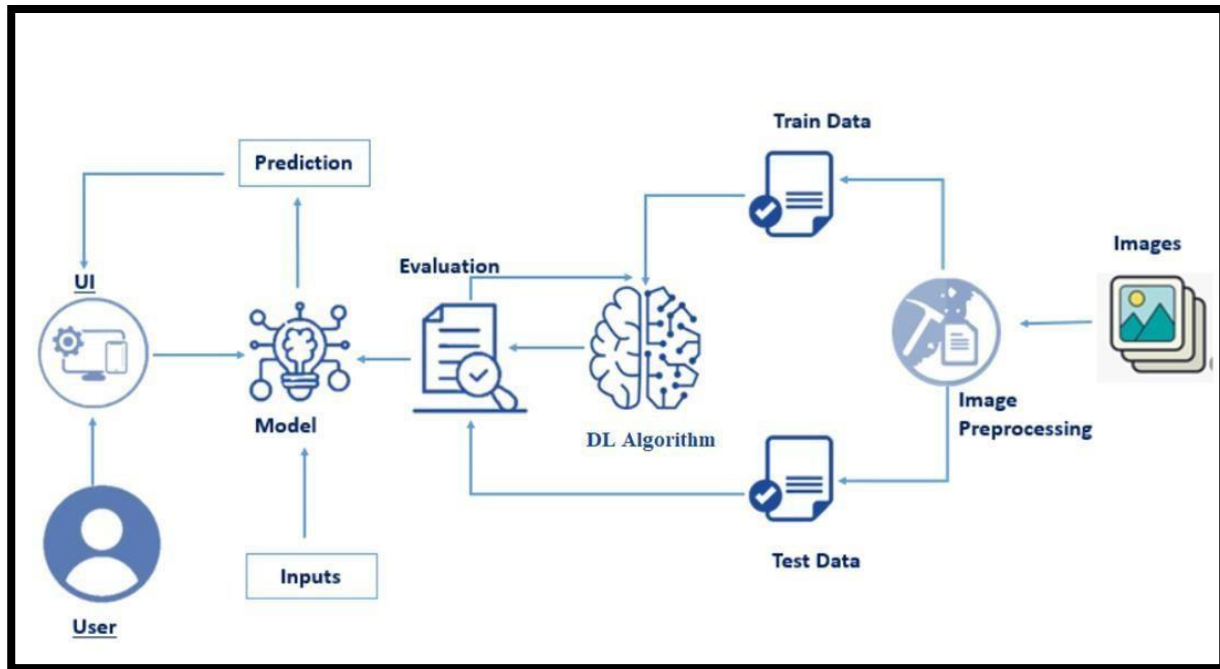 Train Data
Prediction
Images
Evaluation
UI
Image
Preprocessing
Model
DL Algorithm
Test Data
Inputs
User